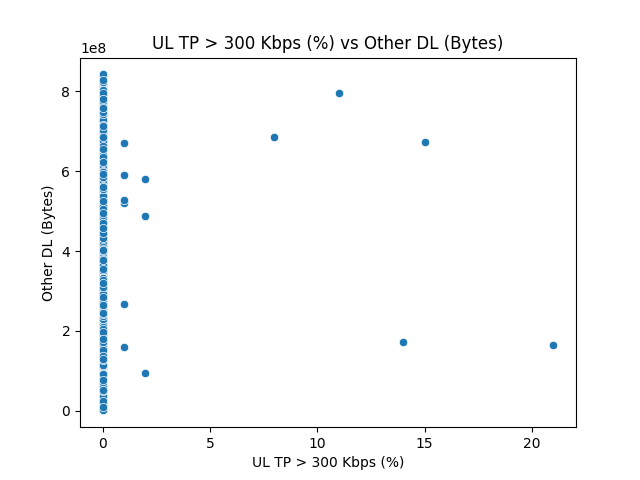 UL TP > 300 Kbps (%) vs Other DL (Bytes)
1e8
8
6
4
2
0
Other DL (Bytes)
0 5 10 15 20
UL TP > 300 Kbps (%)